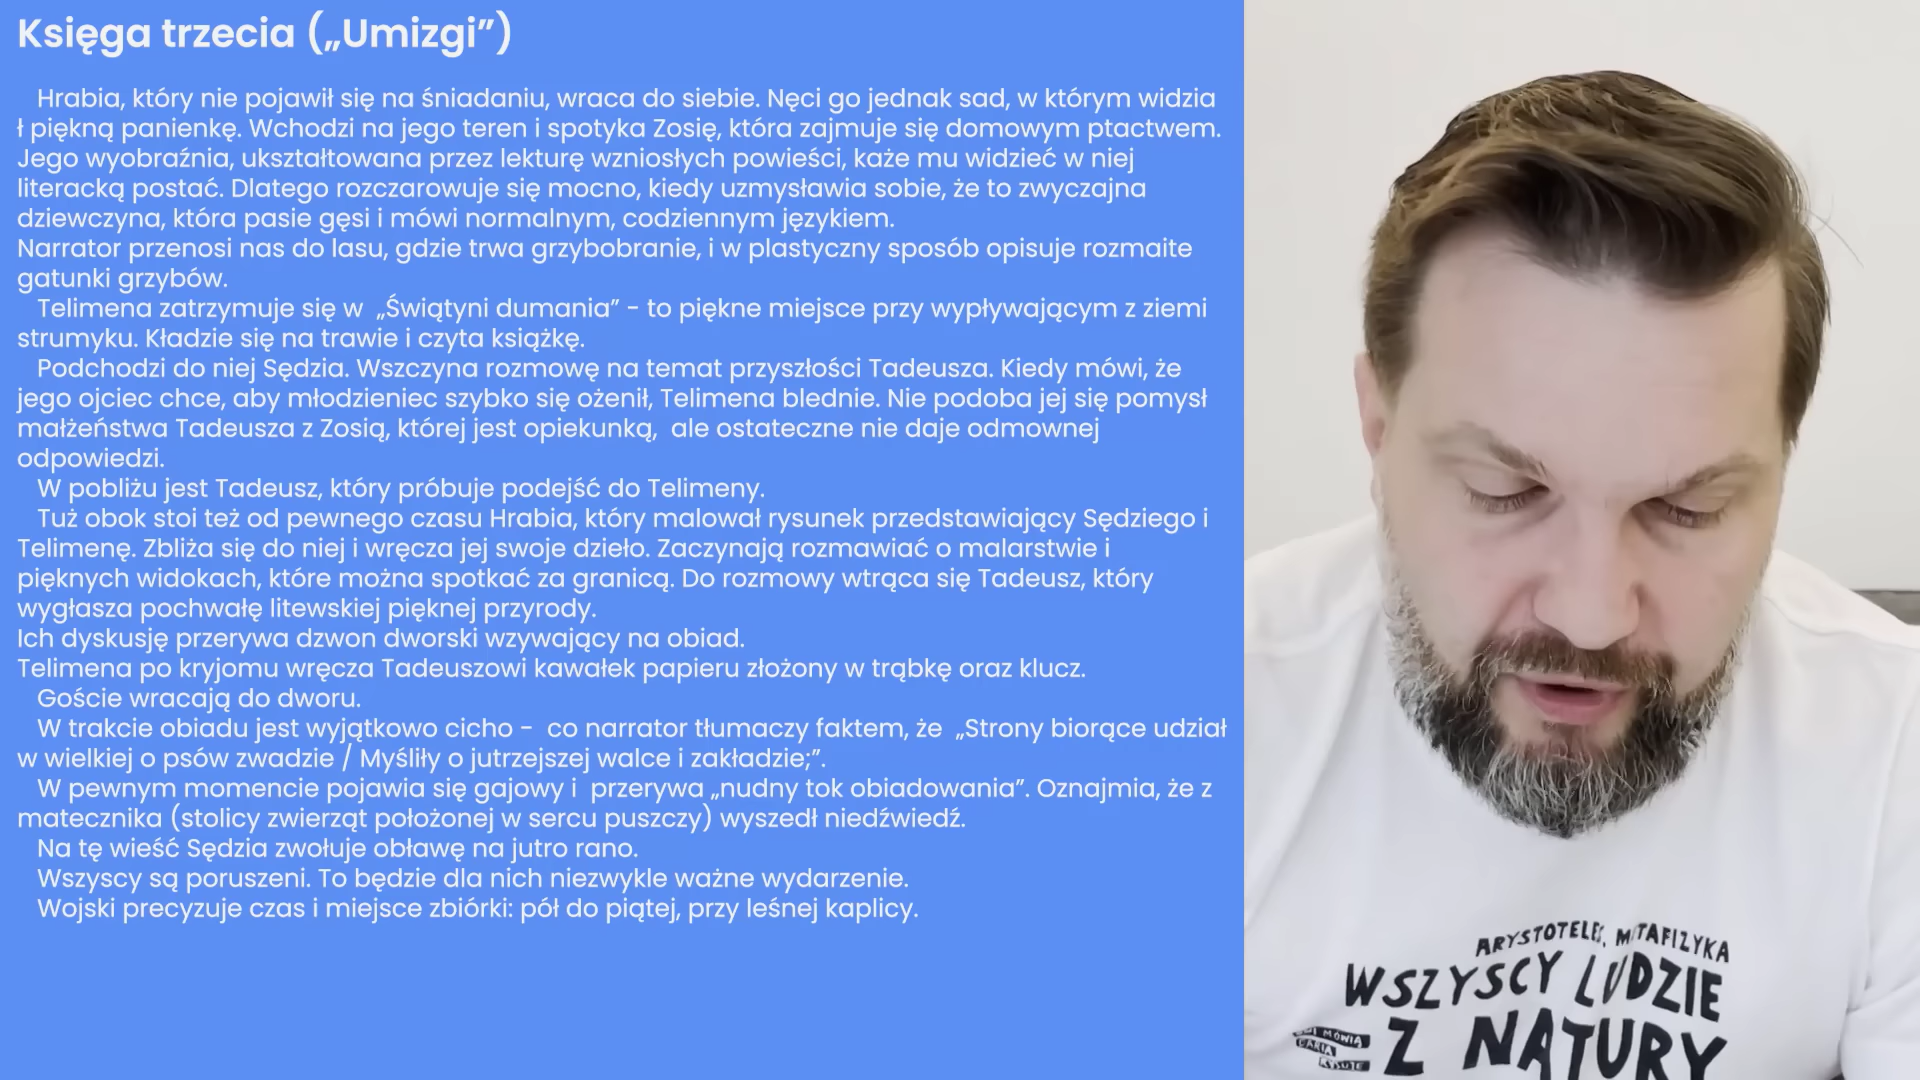 Księga trzecia („Umizgi”)
Hrabia, który nie pojawił się na śniadaniu, wraca do siebie. Nęci go jednak sad, w którym widzia
ł piękną panienkę. Wchodzi na jego teren i spotyka Zosię, która zajmuje się domowym ptactwem.
Jego wyobraźnia, ukształtowana przez lekturę wzniosłych powieści, każe mu widzieć w niej
literacką postać. Dlatego rozczarowuje się mocno, kiedy uzmysławia sobie, że to zwyczajna
dziewczyna, która pasie gęsi i mówi normalnym, codziennym językiem.
Narrator przenosi nas do lasu, gdzie trwa grzybobranie, i w plastyczny sposób opisuje rozmaite
gatunki grzybów.
Telimena zatrzymuje się w „Świątyni dumania” - to piękne miejsce przy wypływającym z ziemi
strumyku. Kładzie się na trawie i czyta książkę.
Podchodzi do niej Sędzia. Wszczyna rozmowę na temat przyszłości Tadeusza. Kiedy mówi, że
jego ojciec chce, aby młodzieniec szybko się ożenił, Telimena blednie. Nie podoba jej się pomysł
małżeństwa Tadeusza z Zosią, której jest opiekunką, ale ostateczne nie daje odmownej
odpowiedzi.
W pobliżu jest Tadeusz, który próbuje podejść do Telimeny.
Tuż obok stoi też od pewnego czasu Hrabia, który malował rysunek przedstawiający Sędziego i
Telimenę. Zbliża się do niej i wręcza jej swoje dzieło. Zaczynają rozmawiać o malarstwie i
pięknych widokach, które można spotkać za granicą. Do rozmowy wtrąca się Tadeusz, który
wygłasza pochwałę litewskiej pięknej przyrody.
Ich dyskusję przerywa dzwon dworski wzywający na obiad.
Telimena po kryjomu wręcza Tadeuszowi kawałek papieru złożony w trąbkę oraz klucz.
Goście wracają do dworu.
W trakcie obiadu jest wyjątkowo cicho - co narrator tłumaczy faktem, że „Strony biorące udział
w wielkiej o psów zwadzie / Myśliły o jutrzejszej walce i zakładzie;”.
W pewnym momencie pojawia się gajowy i przerywa „nudny tok obiadowania”. Oznajmia, że z
matecznika (stolicy zwierząt położonej w sercu puszczy) wyszedł niedźwiedź.
Na tę wieść Sędzia zwołuje obławę na jutro rano.
Wszyscy są poruszeni. To będzie dla nich niezwykle ważne wydarzenie.
Wojski precyzuje czas i miejsce zbiórki: pół do piątej, przy leśnej kaplicy.
ARYSTOTELES, METAFIZYKA
WSZYSCY LUDZIE
Z NATURY
MÓWIĄ
RYSUJE